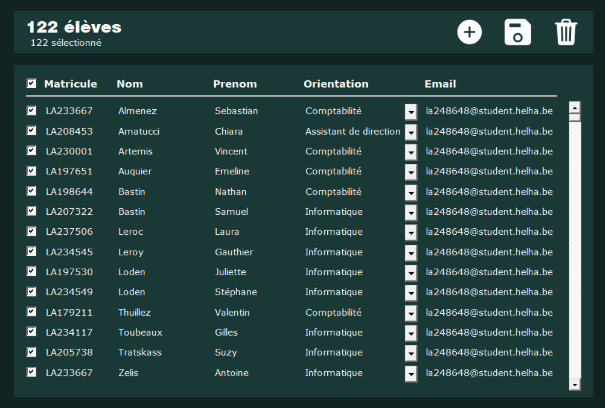 122 élèves
122 sélectionné
Matricule Nom Prenom Orientation Email
LA233667 Almenez Sebastian Comptabilité la248648@student.helha.be
LA208453 Amatucci Chiara Assistant de direction la248648@student.helha.be
LA230001 Artemis Vincent Comptabilité la248648@student.helha.be
LA197651 Auquier Emeline Comptabilité la248648@student.helha.be
LA198644 Bastin Nathan Comptabilité la248648@student.helha.be
LA207322 Bastin Samuel Informatique la248648@student.helha.be
LA237506 Leroc Laura Informatique la248648@student.helha.be
LA234545 Leroy Gauthier Informatique la248648@student.helha.be
LA197530 Loden Juliette Informatique la248648@student.helha.be
LA234549 Loden Stéphane Informatique la248648@student.helha.be
LA179211 Thuillez Valentin Comptabilité la248648@student.helha.be
LA234117 Toubeaux Gilles Informatique la248648@student.helha.be
LA205738 Tratskass Suzy Informatique la248648@student.helha.be
LA233667 Zelis Antoine Informatique la248648@student.helha.be